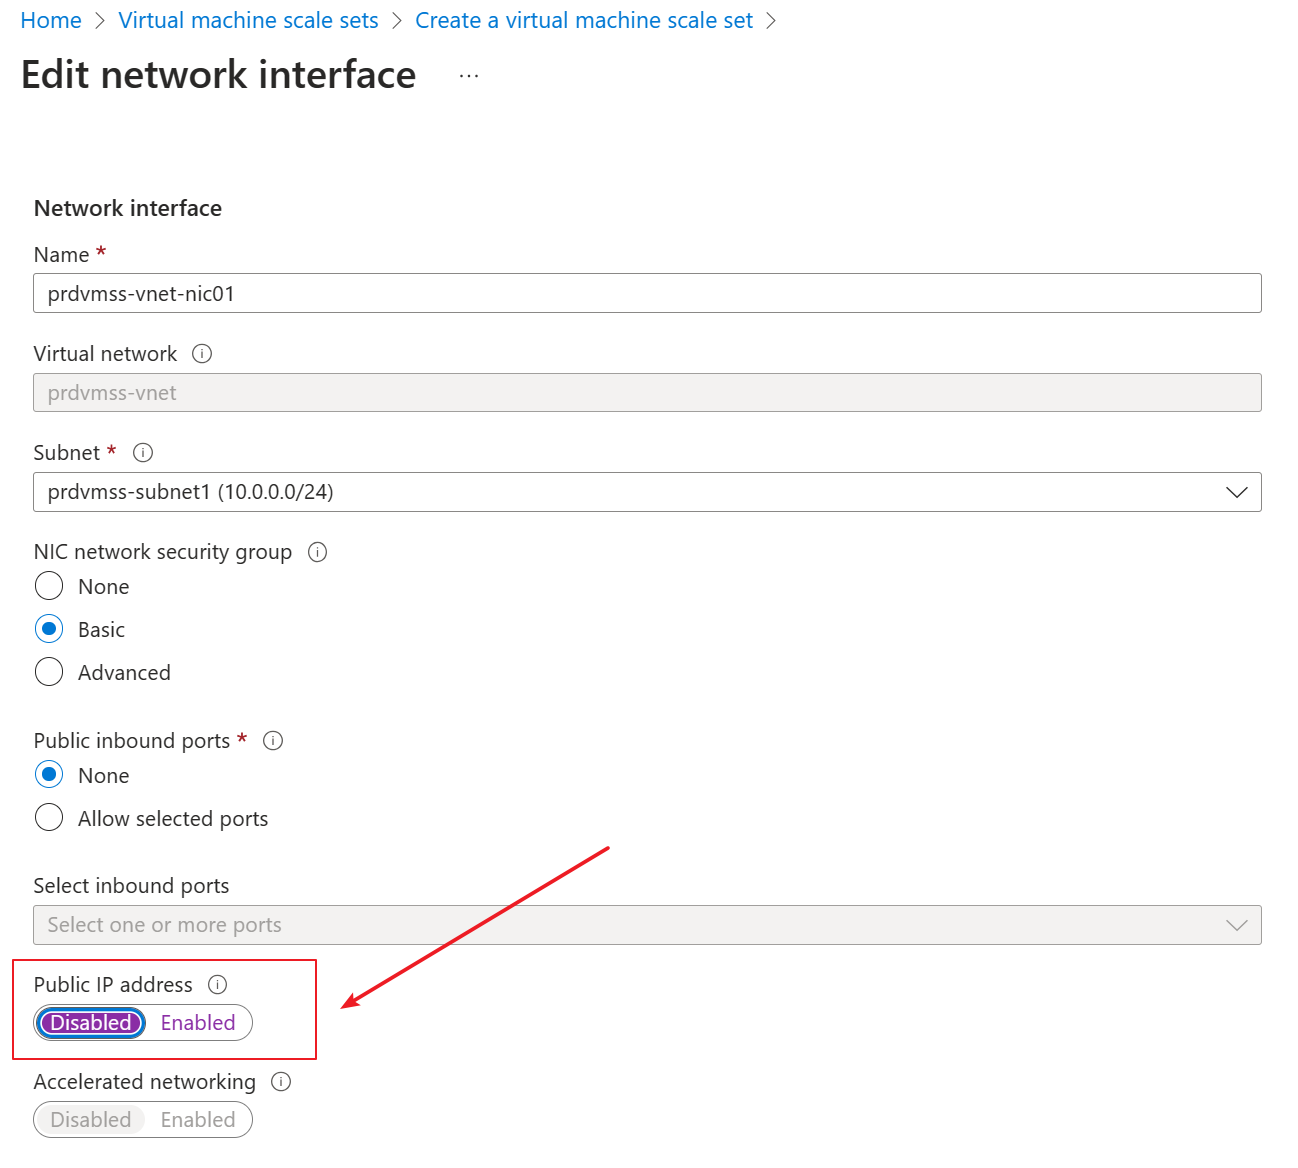 Home > Virtual machine scale sets > Create a virtual machine scale set >
Edit network interface ...
Network interface
Name *
prdvmss-vnet-nic01
Virtual network
prdvmss-vnet
Subnet *
prdvmss-subnet1 (10.0.0.0/24)
NIC network security group
None
Basic
Advanced
Public inbound ports *
None
Allow selected ports
Select inbound ports
Select one or more ports
Public IP address
Disabled Enabled
Accelerated networking
Disabled Enabled